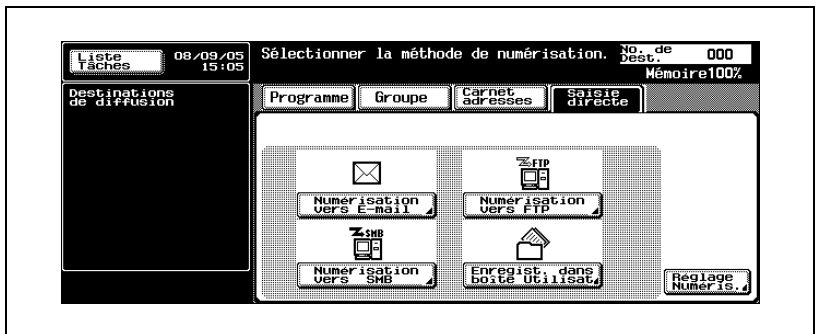 Liste
Tâches
08/09/05
15:05
Sélectionner la méthode de numérisation.
No. de
Dest.
000
Mémoire100%
Destinations
de diffusion
Programme
Groupe
Carnet
adresses
Saisie
directe
Numérisation
vers E-mail
FTP
Numérisation
vers FTP
SMB
Numérisation
vers SMB
Enregist. dans
boîte Utilisat.
Réglage
Numéris.